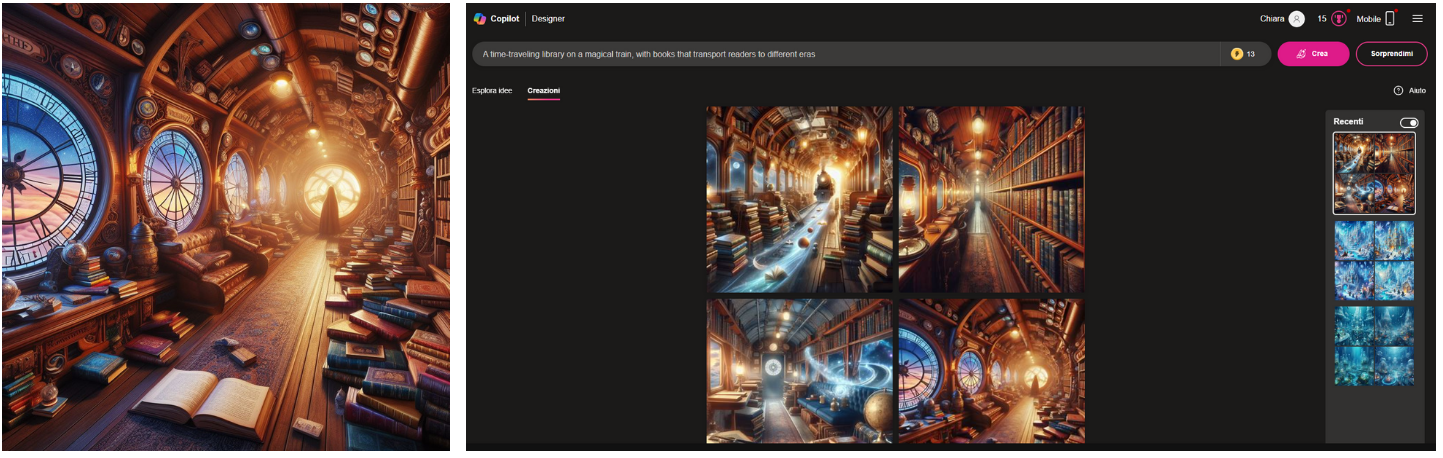 Copilot | Designer
Chiara
15
Mobile
A time-traveling library on a magical train, with books that transport readers to different eras
13
Crea
Sorprendimi
Esplora idee
Creazioni
Aiuto
Recenti